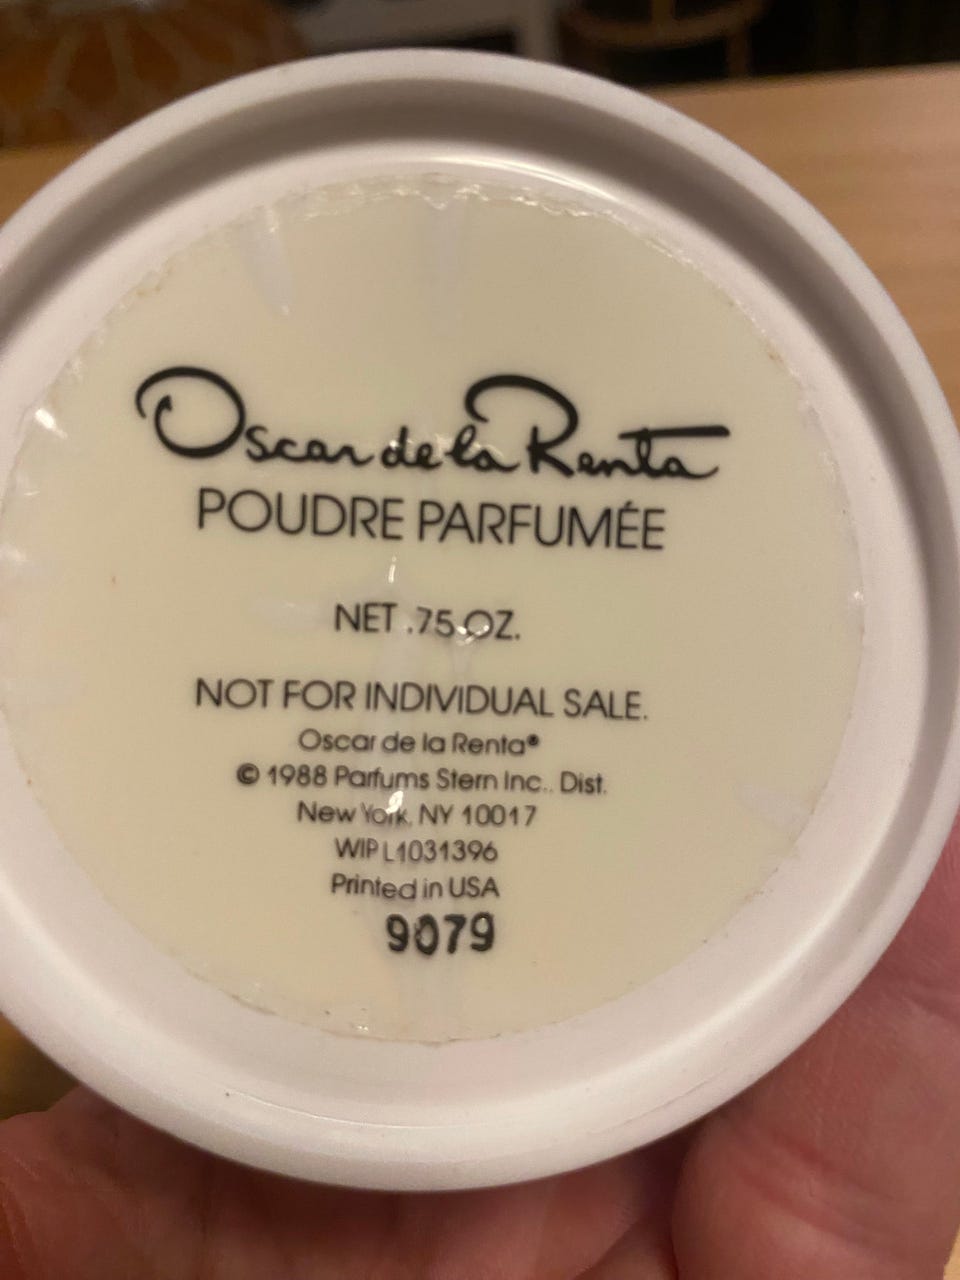 Oscar de la Renta
POUDRE PARFUMÉE
NET .75 OZ.
NOT FOR INDIVIDUAL SALE.
Oscar de la Renta®
© 1988 Parfums Stern Inc., Dist.
New York, NY 10017
WIP L1031396
Printed in USA
9079